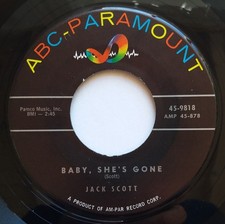 ABC-PARAMOUNT
Pamco Music, Inc.
BMI - 2:45
45-9818
AMP 45-878
BABY, SHE'S GONE
(Scott)
JACK SCOTT
A PRODUCT OF AM-PAR RECORD CORP.